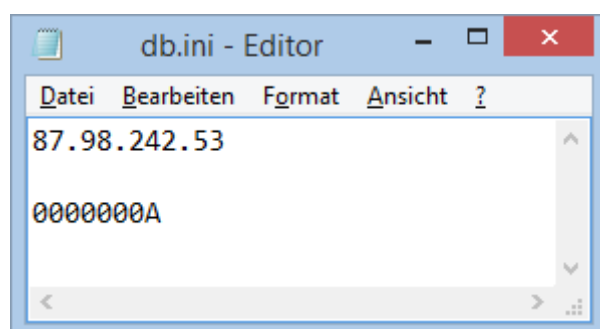 db.ini - Editor
Datei Bearbeiten Format Ansicht ?
87.98.242.53
0000000A